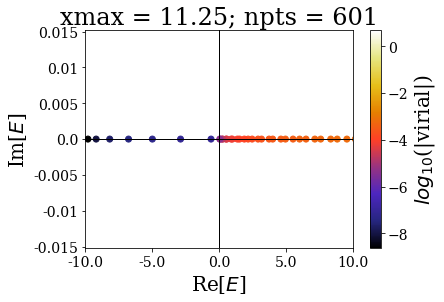 xmax = 11.25; npts = 601
0.015
0.01
0.005
0.0
-0.005
-0.01
-0.015
Im[E]
-10.0 -5.0 0.0 5.0 10.0
Re[E]
0
−2
−4
−6
−8
log₁₀(|virial|)